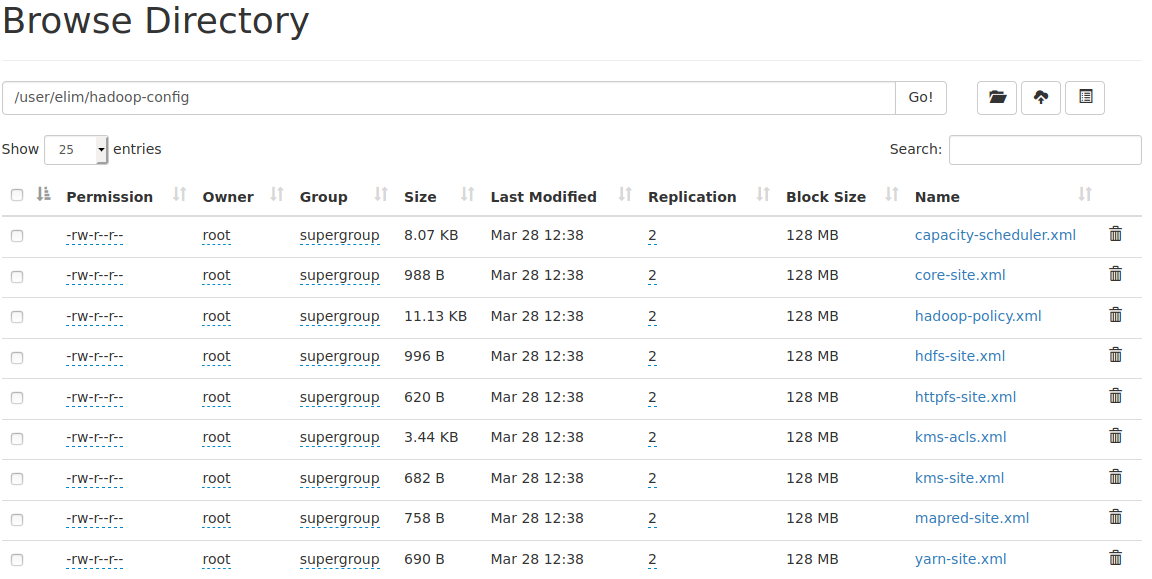 Browse Directory
/user/elim/hadoop-config Go!
Show 25 entries Search:
Permission Owner Group Size Last Modified Replication Block Size Name
-rw-r--r-- root supergroup 8.07 KB Mar 28 12:38 2 128 MB capacity-scheduler.xml
-rw-r--r-- root supergroup 988 B Mar 28 12:38 2 128 MB core-site.xml
-rw-r--r-- root supergroup 11.13 KB Mar 28 12:38 2 128 MB hadoop-policy.xml
-rw-r--r-- root supergroup 996 B Mar 28 12:38 2 128 MB hdfs-site.xml
-rw-r--r-- root supergroup 620 B Mar 28 12:38 2 128 MB httpfs-site.xml
-rw-r--r-- root supergroup 3.44 KB Mar 28 12:38 2 128 MB kms-acls.xml
-rw-r--r-- root supergroup 682 B Mar 28 12:38 2 128 MB kms-site.xml
-rw-r--r-- root supergroup 758 B Mar 28 12:38 2 128 MB mapred-site.xml
-rw-r--r-- root supergroup 690 B Mar 28 12:38 2 128 MB yarn-site.xml